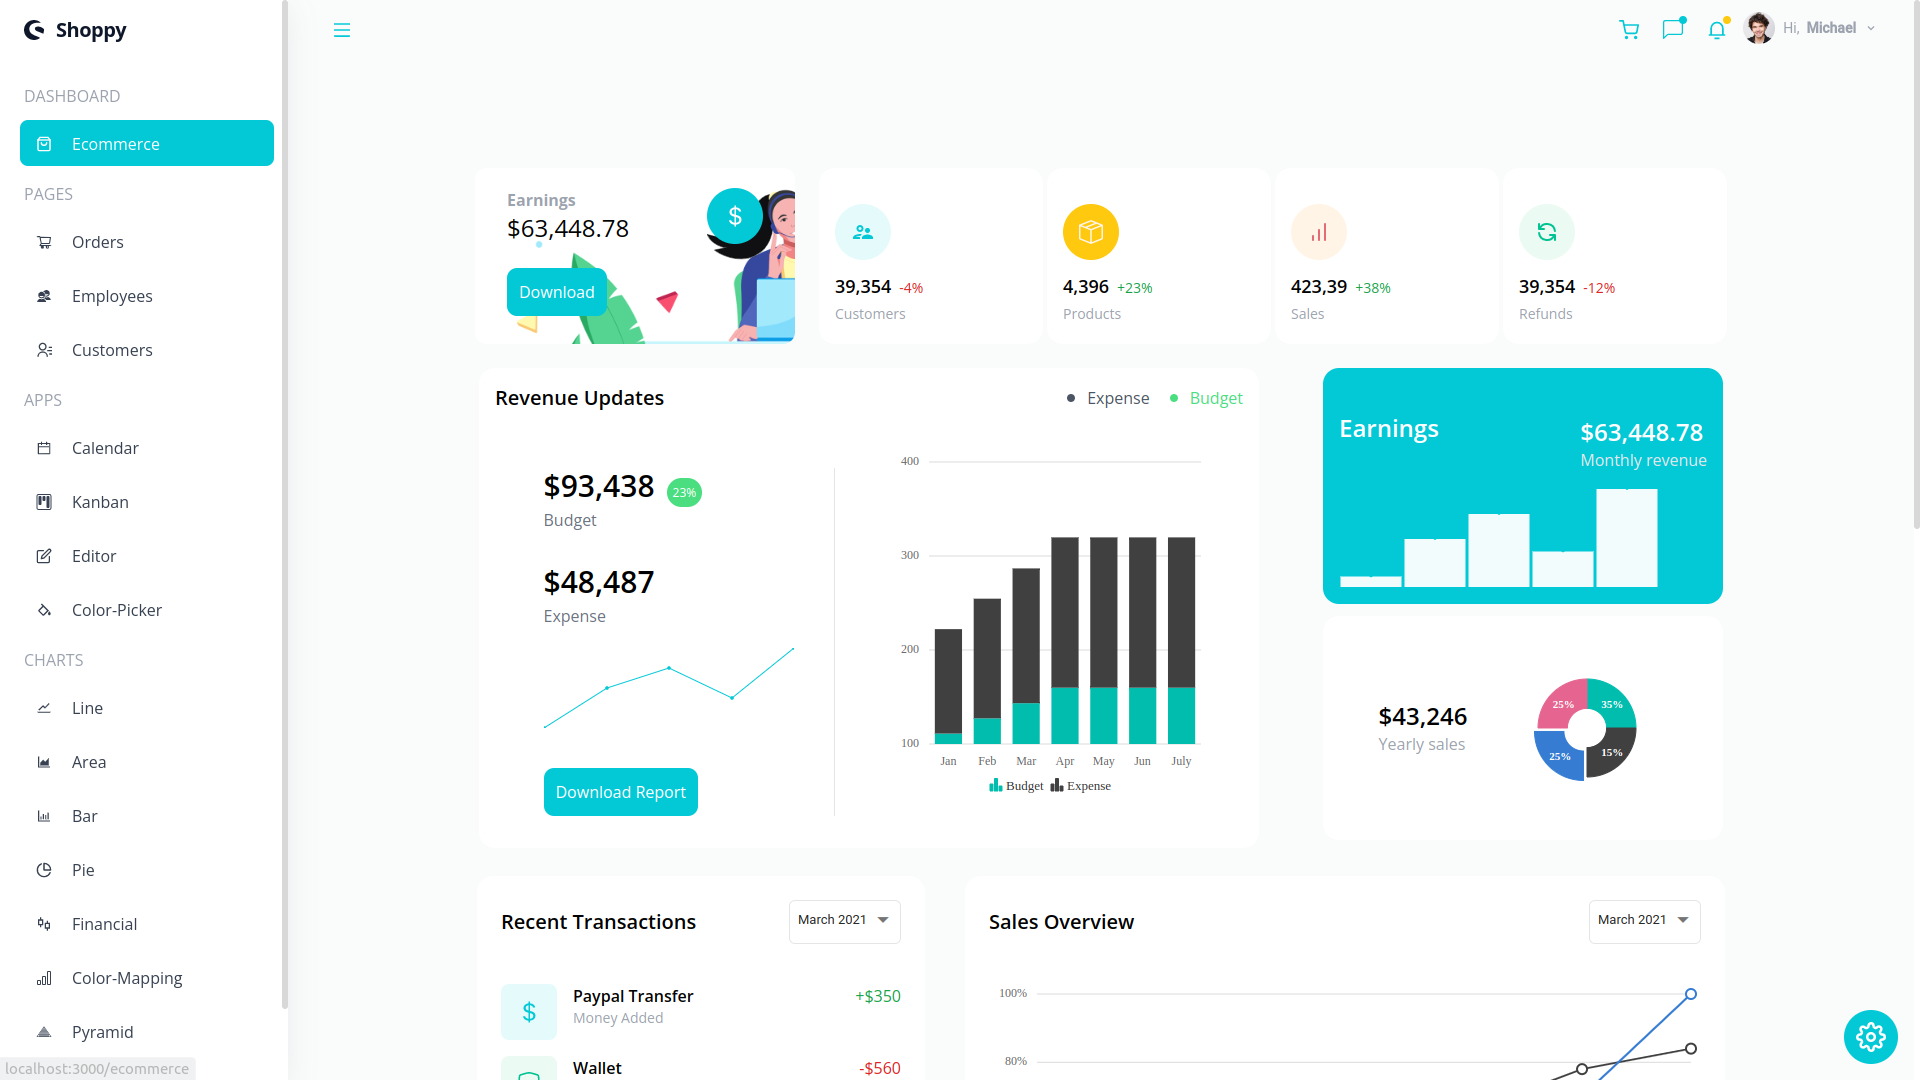 Shoppy
Hi, Michael
DASHBOARD
Ecommerce
PAGES
Orders
Employees
Customers
APPS
Calendar
Kanban
Editor
Color-Picker
CHARTS
Line
Area
Bar
Pie
Financial
Color-Mapping
Pyramid
localhost:3000/ecommerce
Earnings
$63,448.78
$
Download
39,354 -4%
Customers
4,396 +23%
Products
423,39 +38%
Sales
39,354 -12%
Refunds
Revenue Updates
Expense Budget
$93,438 23%
Budget
$48,487
Expense
Download Report
400
300
200
100
Jan Feb Mar Apr May Jun July
Budget Expense
Earnings
$63,448.78
Monthly revenue
$43,246
Yearly sales
25% 35%
25% 15%
Recent Transactions March 2021
$
Paypal Transfer +$350
Money Added
Wallet -$560
Sales Overview March 2021
100%
80%